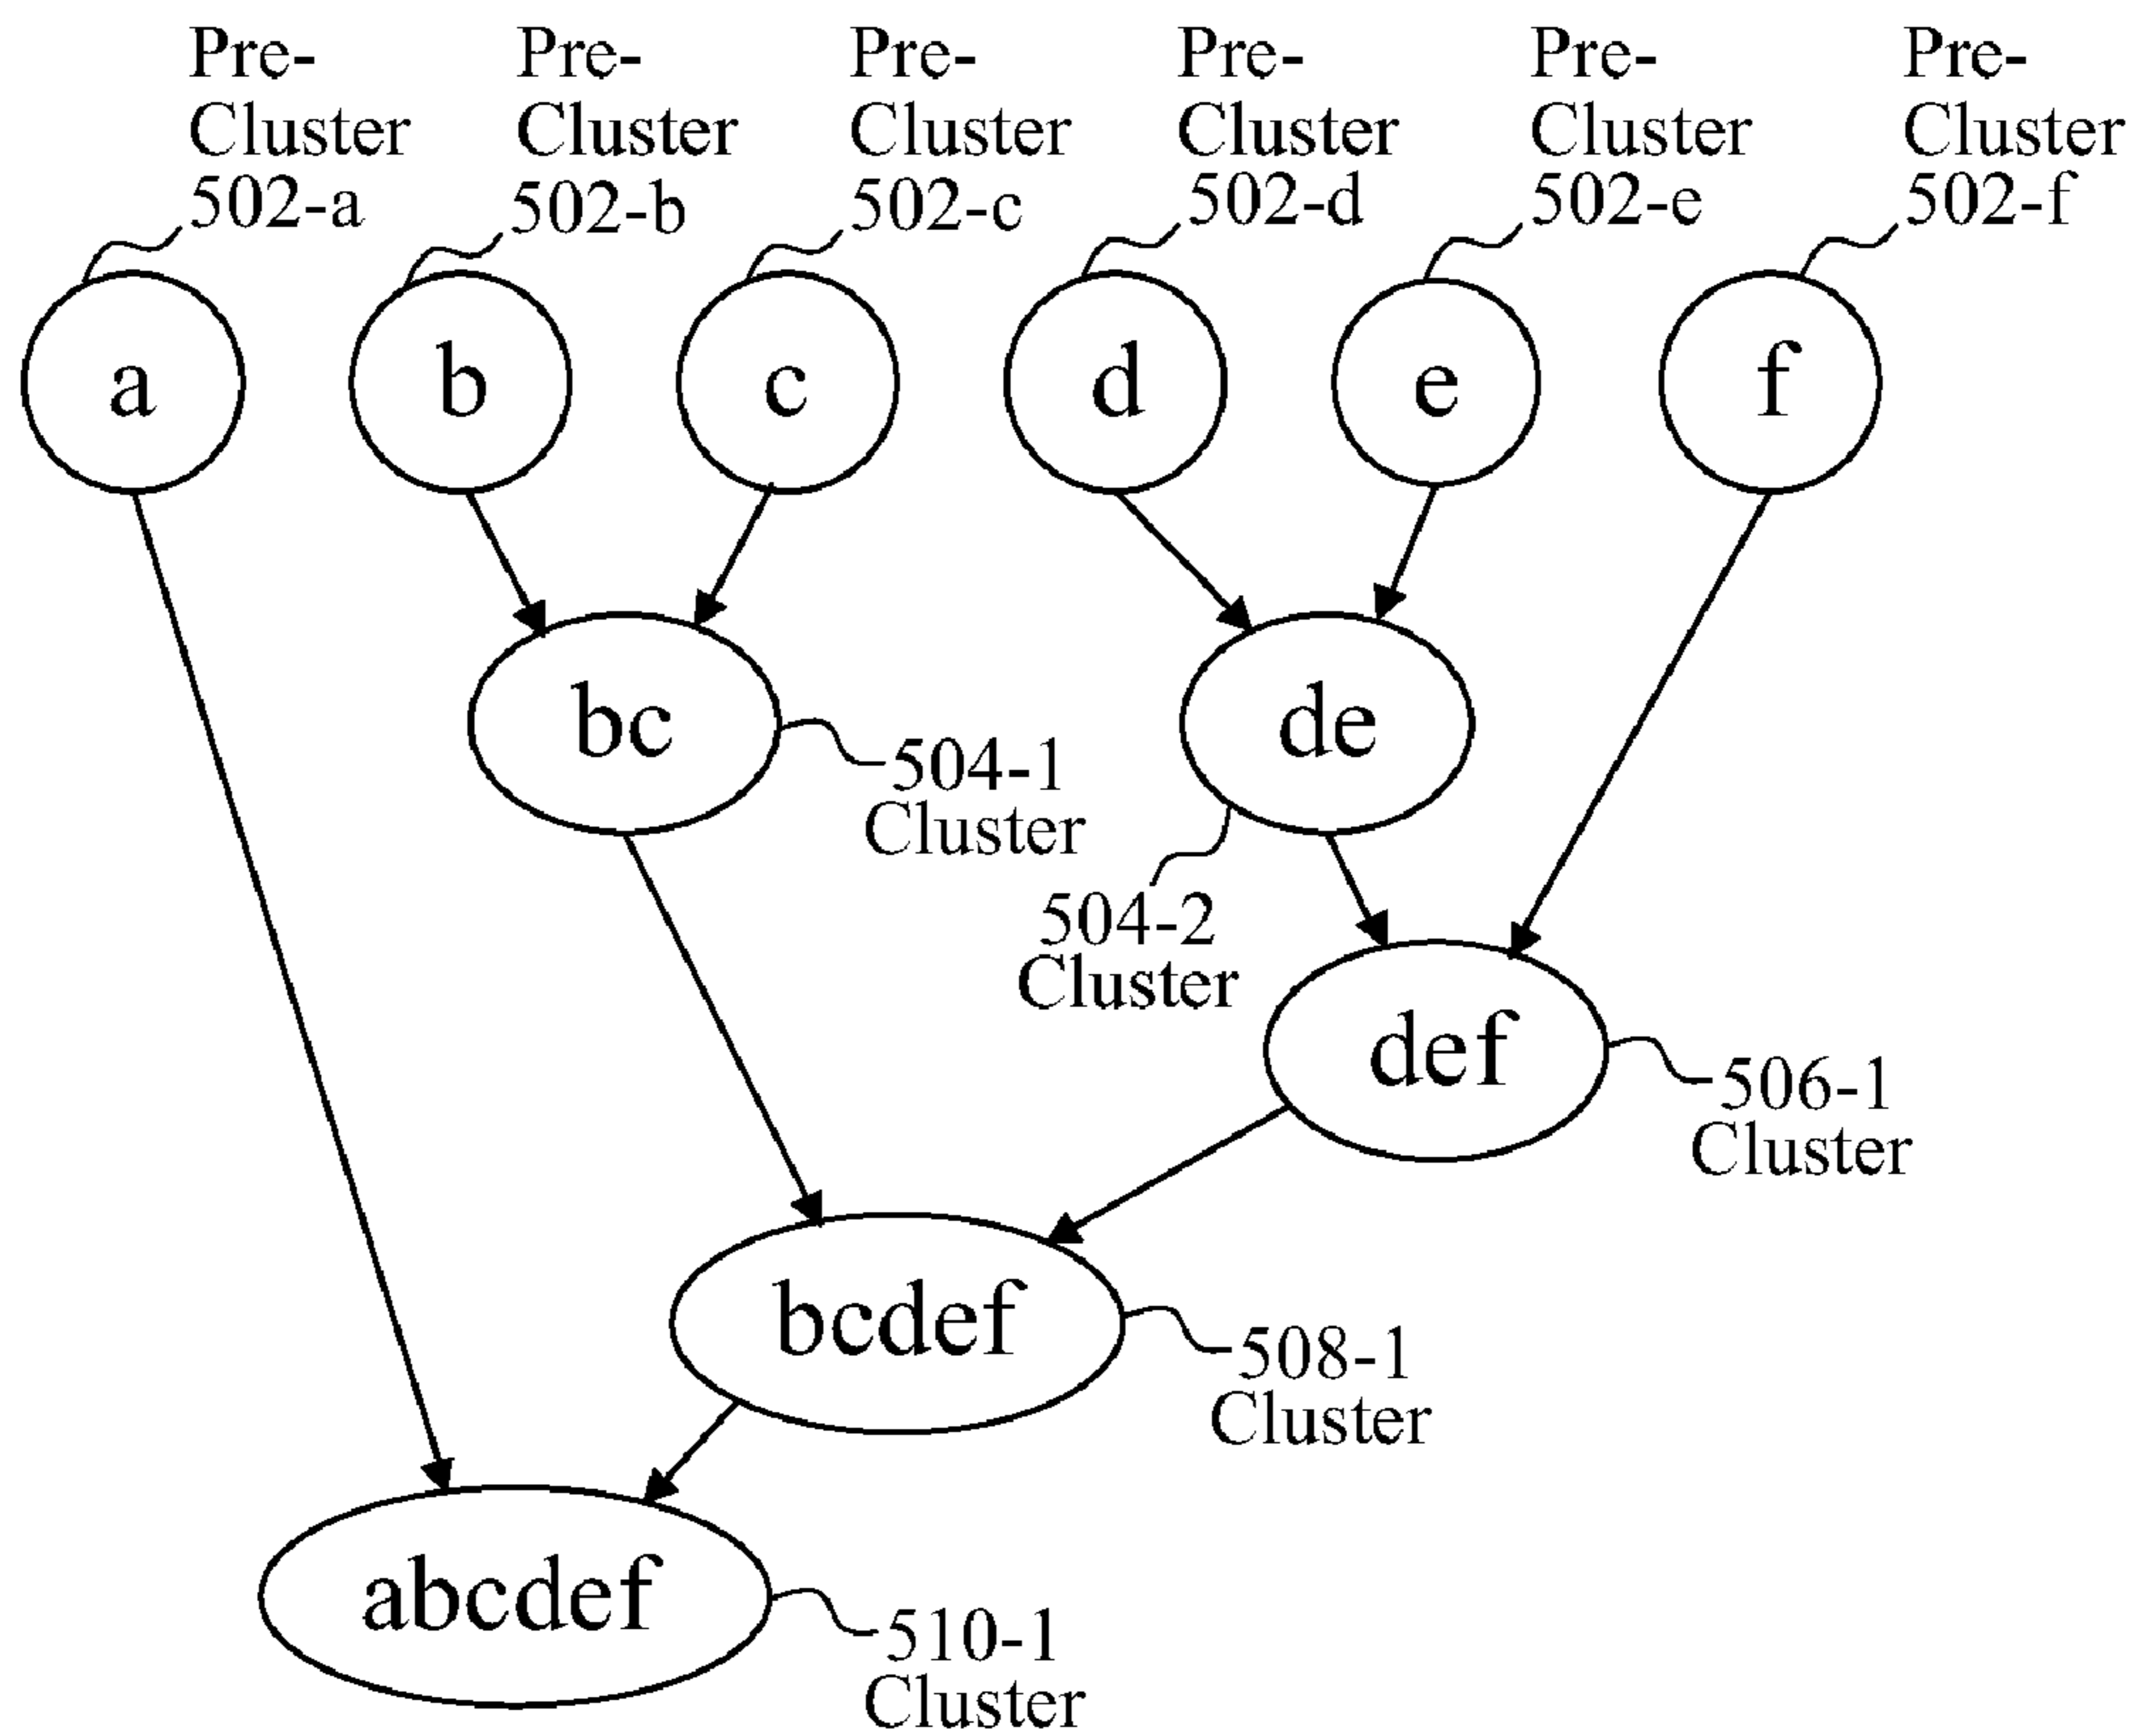 Pre-
Cluster
502-a
Pre-
Cluster
502-b
Pre-
Cluster
502-c
Pre-
Cluster
502-d
Pre-
Cluster
502-e
Pre-
Cluster
502-f
a
b
c
d
e
f
bc
504-1
Cluster
de
504-2
Cluster
def
506-1
Cluster
bcdef
508-1
Cluster
abcdef
510-1
Cluster